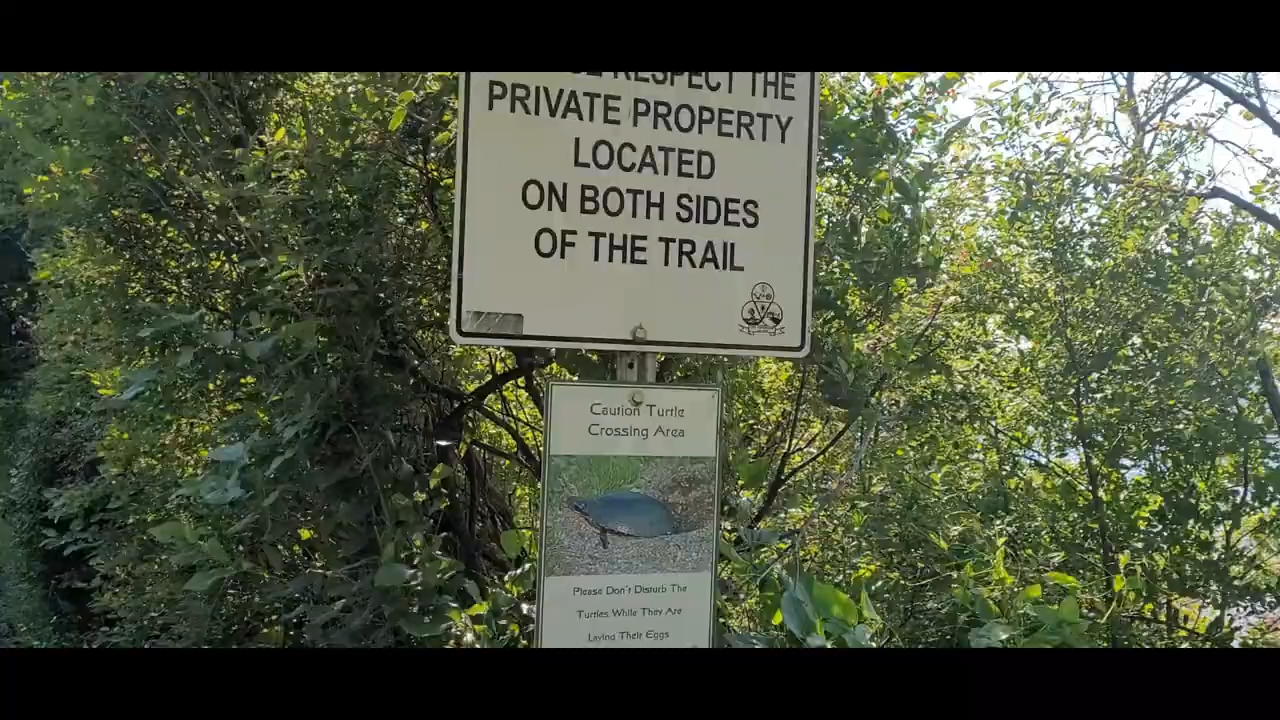 RESPECT THE
PRIVATE PROPERTY
LOCATED
ON BOTH SIDES
OF THE TRAIL
Caution Turtle
Crossing Area
Please Don't Disturb The
Turtles While They Are
Laying Their Eggs